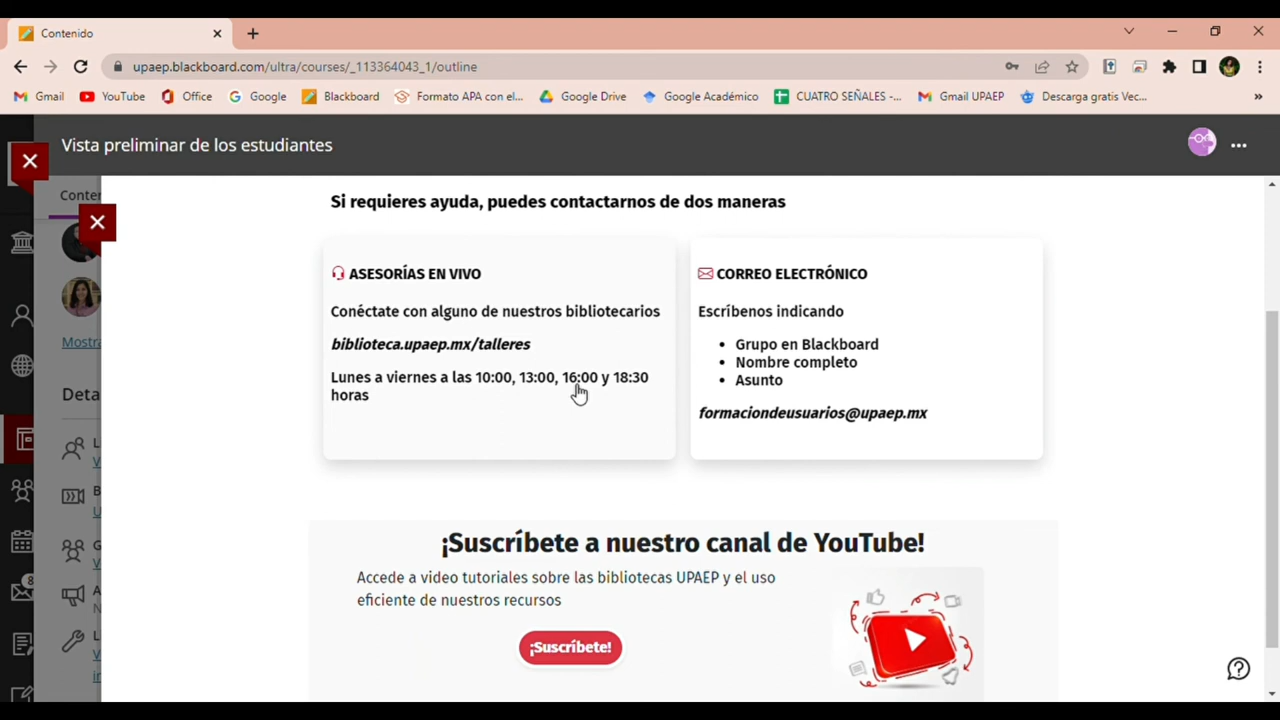 Contenido
upaep.blackboard.com/ultra/courses/_113364043_1/outline
Gmail
YouTube
Office
Google
Blackboard
Formato APA con el...
Google Drive
Google Académico
CUATRO SEÑALES -...
Gmail UPAEP
Descarga gratis Vec...
»
Vista preliminar de los estudiantes
Conten
Mostra
Deta
8
Si requieres ayuda, puedes contactarnos de dos maneras
ASESORÍAS EN VIVO
Conéctate con alguno de nuestros bibliotecarios
biblioteca.upaep.mx/talleres
Lunes a viernes a las 10:00, 13:00, 16:00 y 18:30
horas
CORREO ELECTRÓNICO
Escríbenos indicando
• Grupo en Blackboard
• Nombre completo
• Asunto
formaciondeusuarios@upaep.mx
¡Suscríbete a nuestro canal de YouTube!
Accede a video tutoriales sobre las bibliotecas UPAEP y el uso
eficiente de nuestros recursos
¡Suscríbete!